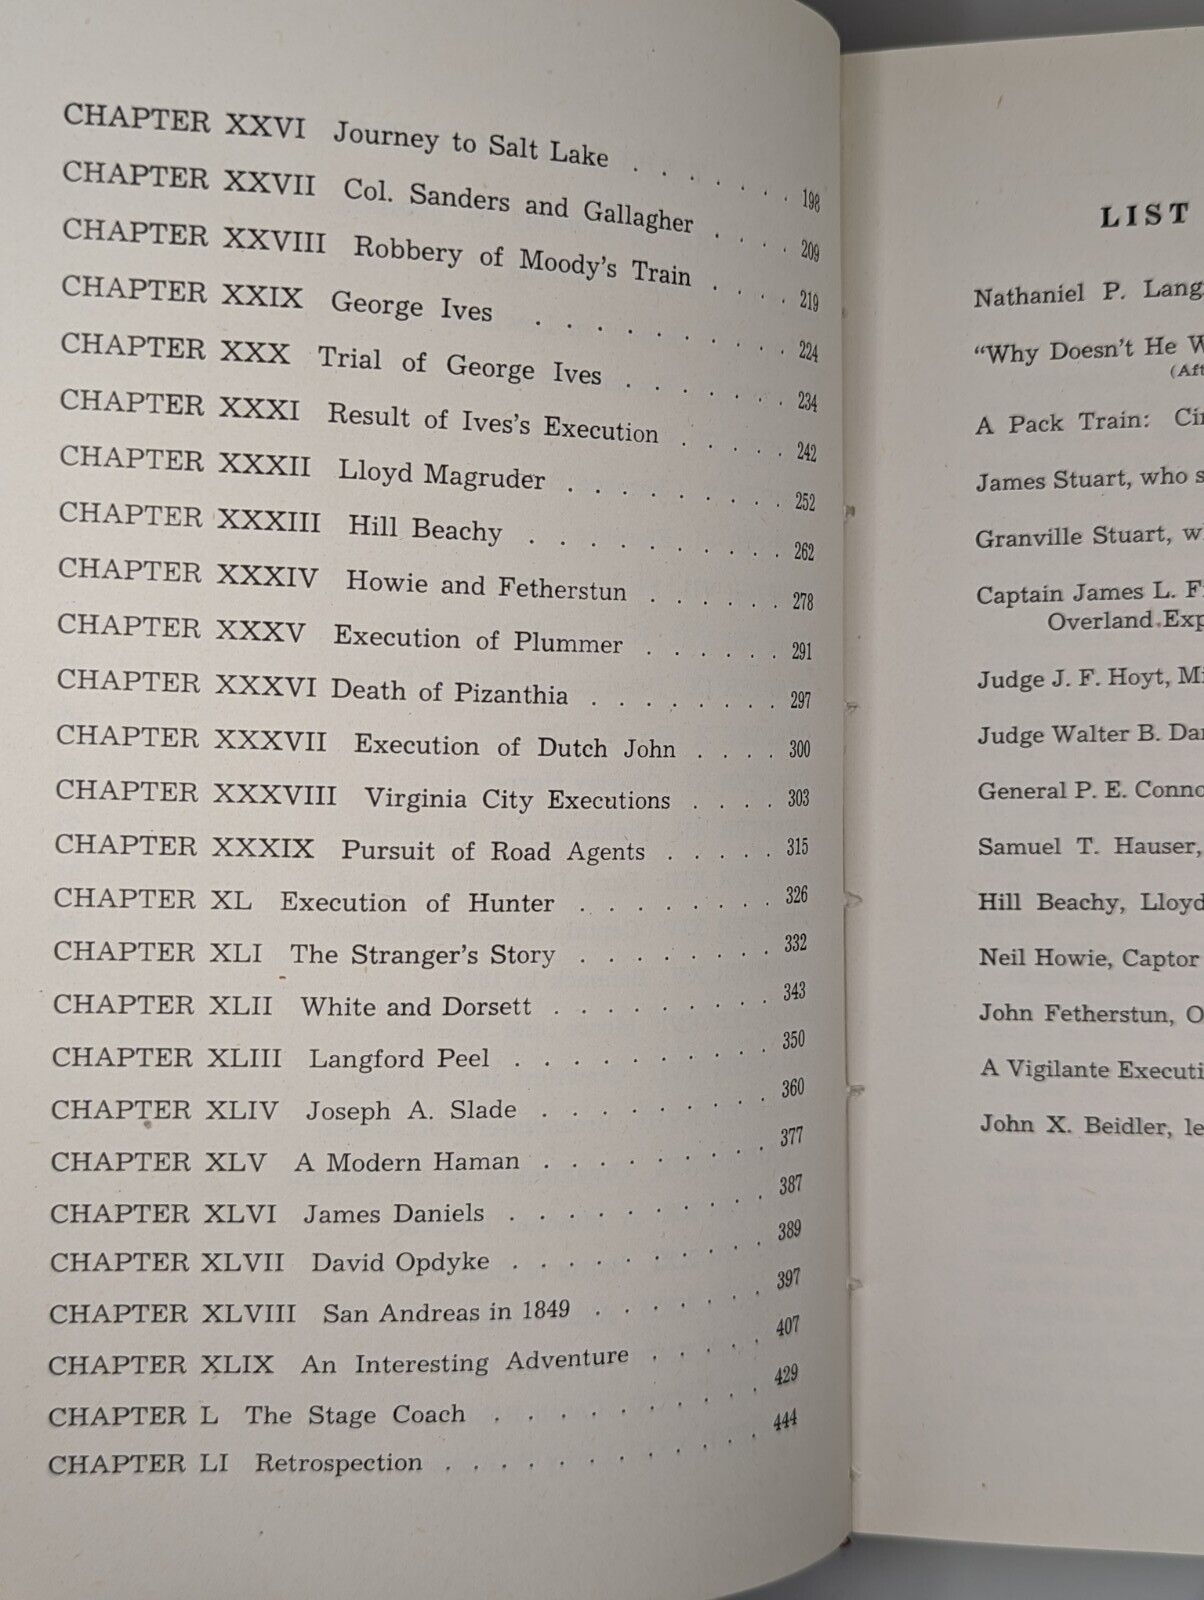 CHAPTER XXVI Journey to Salt Lake . . . . . . . 198
CHAPTER XXVII Col. Sanders and Gallagher . . . . 209
CHAPTER XXVIII Robbery of Moody's Train . . . . 219
CHAPTER XXIX George Ives . . . . . . . . . . 224
CHAPTER XXX Trial of George Ives . . . . . . . 234
CHAPTER XXXI Result of Ives's Execution . . . . . 242
CHAPTER XXXII Lloyd Magruder . . . . . . . . . 252
CHAPTER XXXIII Hill Beachy . . . . . . . . . . 262
CHAPTER XXXIV Howie and Fetherstun . . . . . . 278
CHAPTER XXXV Execution of Plummer . . . . . . 291
CHAPTER XXXVI Death of Pizanthia . . . . . . . . 297
CHAPTER XXXVII Execution of Dutch John . . . . 300
CHAPTER XXXVIII Virginia City Executions . . . . 303
CHAPTER XXXIX Pursuit of Road Agents . . . . . 315
CHAPTER XL Execution of Hunter . . . . . . . . 326
CHAPTER XLI The Stranger's Story . . . . . . . . 332
CHAPTER XLII White and Dorsett . . . . . . . . . 343
CHAPTER XLIII Langford Peel . . . . . . . . . . 350
CHAPTER XLIV Joseph A. Slade . . . . . . . . . 360
CHAPTER XLV A Modern Haman . . . . . . . . . 377
CHAPTER XLVI James Daniels . . . . . . . . . . 387
CHAPTER XLVII David Opdyke . . . . . . . . . 389
CHAPTER XLVIII San Andreas in 1849 . . . . . . . 397
CHAPTER XLIX An Interesting Adventure . . . . . 407
CHAPTER L The Stage Coach . . . . . . . . . . 429
CHAPTER LI Retrospection . . . . . . . . . . . . 444
LIST
Nathaniel P. Lang
"Why Doesn't He W
(Aft
A Pack Train: Cir
James Stuart, who s
Granville Stuart, w
Captain James L. F
Overland Exp
Judge J. F. Hoyt, Mi
Judge Walter B. Dan
General P. E. Conno
Samuel T. Hauser,
Hill Beachy, Lloyd
Neil Howie, Captor
John Fetherstun, O
A Vigilante Executi
John X. Beidler, le